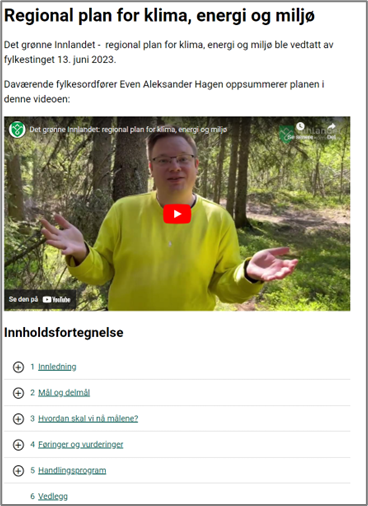 Regional plan for klima, energi og miljø
Det grønne Innlandet - regional plan for klima, energi og miljø ble vedtatt av
fylkestinget 13. juni 2023.
Daværende fylkesordfører Even Aleksander Hagen oppsummerer planen i
denne videoen:
Det grønne Innlandet: regional plan for klima, energi og miljø
Se den på YouTube
Innholdsfortegnelse
1 Innledning
2 Mål og delmål
3 Hvordan skal vi nå målene?
4 Føringer og vurderinger
5 Handlingsprogram
6 Vedlegg